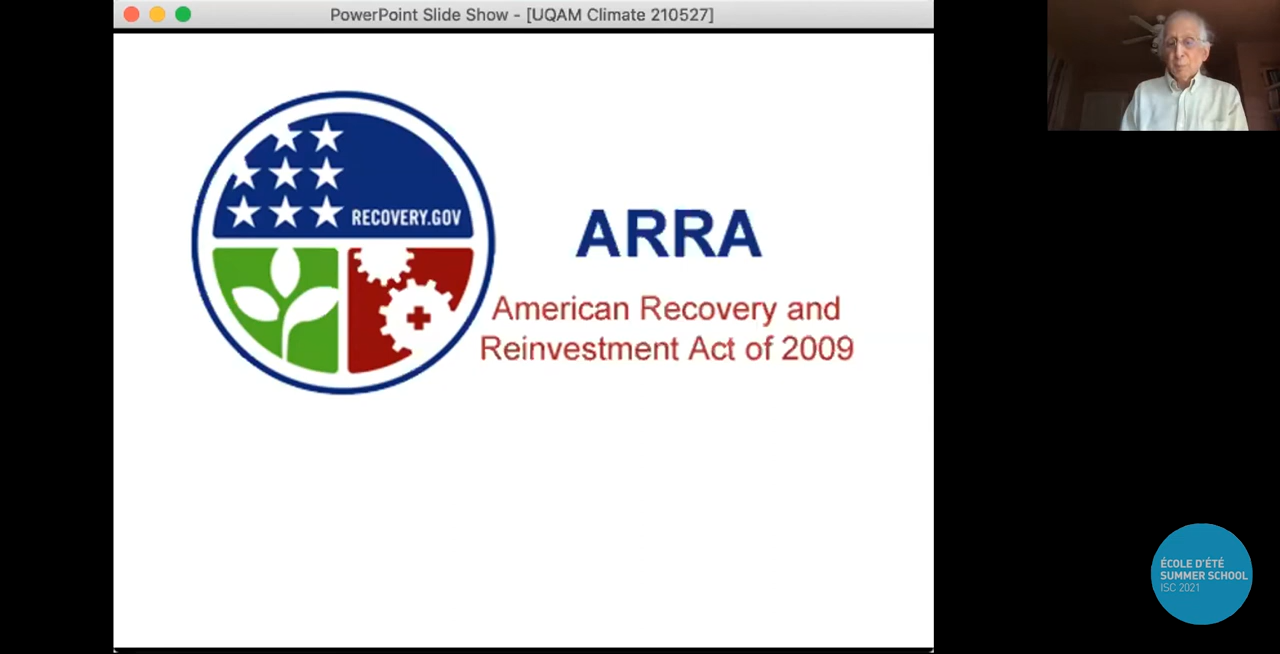 PowerPoint Slide Show - [UQAM Climate 210527]
RECOVERY.GOV
ARRA
American Recovery and
Reinvestment Act of 2009
ÉCOLE D'ÉTÉ
SUMMER SCHOOL
ISC 2021